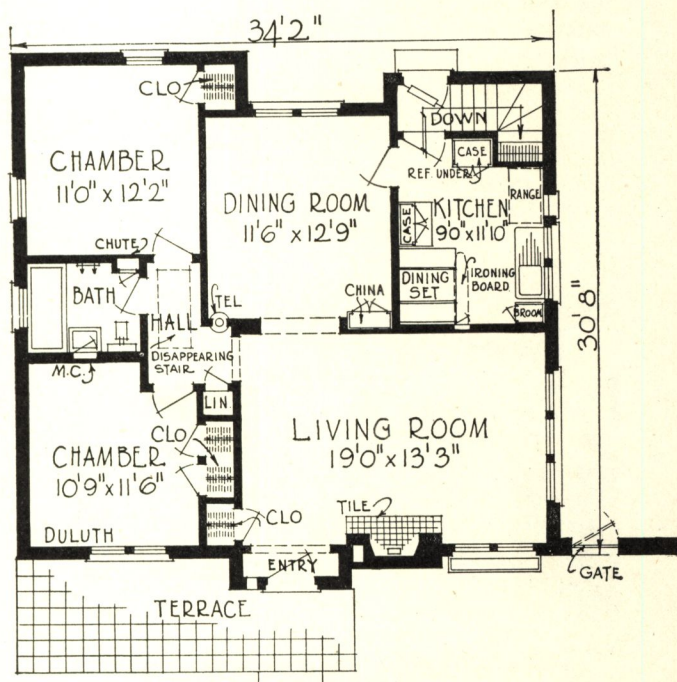 34'2"
CLO
DOWN
CHAMBER
11'0" x 12'2"
CASE
REF. UNDER
RANGE
DINING ROOM
11'6" x 12'9"
KITCHEN
9'0" x 11'10"
CASE
CHUTE
BATH
TEL
CHINA
DINING
SET
IRONING
BOARD
BROOM
30'8"
HALL
DISAPPEARING
STAIR
M.C.
LIN
LIVING ROOM
19'0" x 13'3"
CLO
CHAMBER
10'9" x 11'6"
TILE
CLO
DULUTH
ENTRY
GATE
TERRACE